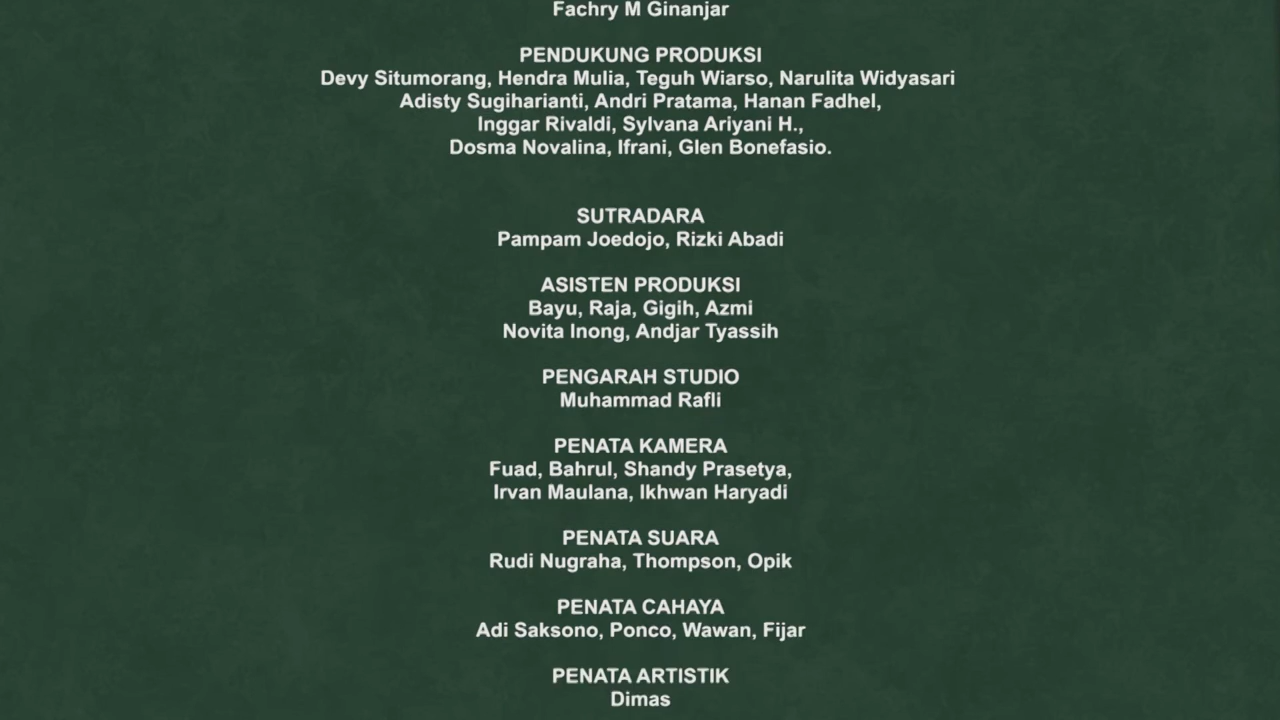 Fachry M Ginanjar
PENDUKUNG PRODUKSI
Devy Situmorang, Hendra Mulia, Teguh Wiarso, Narulita Widyasari
Adisty Sugiharianti, Andri Pratama, Hanan Fadhel,
Inggar Rivaldi, Sylvana Ariyani H.,
Dosma Novalina, Ifrani, Glen Bonefasio.
SUTRADARA
Pampam Joedojo, Rizki Abadi
ASISTEN PRODUKSI
Bayu, Raja, Gigih, Azmi
Novita Inong, Andjar Tyassih
PENGARAH STUDIO
Muhammad Rafli
PENATA KAMERA
Fuad, Bahrul, Shandy Prasetya,
Irvan Maulana, Ikhwan Haryadi
PENATA SUARA
Rudi Nugraha, Thompson, Opik
PENATA CAHAYA
Adi Saksono, Ponco, Wawan, Fijar
PENATA ARTISTIK
Dimas